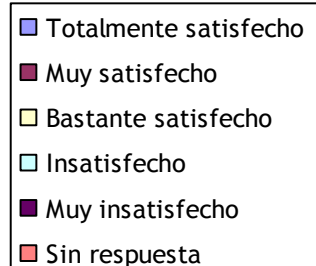 Totalmente satisfecho
Muy satisfecho
Bastante satisfecho
Insatisfecho
Muy insatisfecho
Sin respuesta